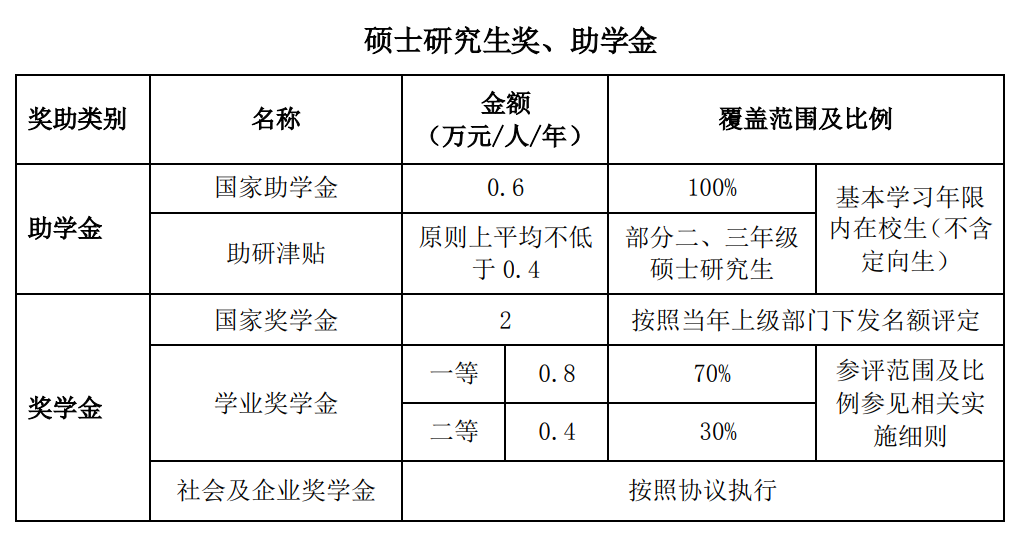 硕士研究生奖、助学金
奖助类别
名称
金额
（万元/人/年）
覆盖范围及比例
助学金
国家助学金
0.6
100%
基本学习年限
内在校生（不含
定向生）
助研津贴
原则上平均不低
于 0.4
部分二、三年级
硕士研究生
奖学金
国家奖学金
2
按照当年上级部门下发名额评定
学业奖学金
一等
0.8
70%
参评范围及比
例参见相关实
施细则
二等
0.4
30%
社会及企业奖学金
按照协议执行